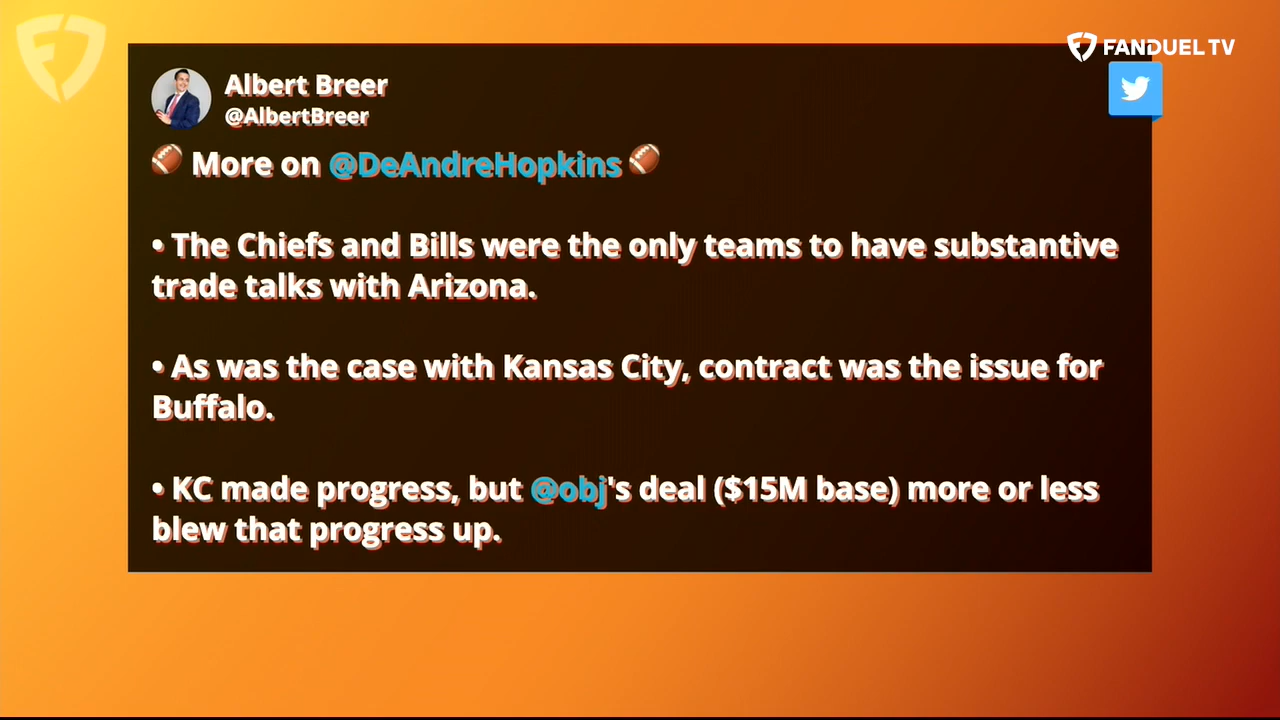 FANDUEL TV
Albert Breer
@AlbertBreer
🏈 More on @DeAndreHopkins 🏈
• The Chiefs and Bills were the only teams to have substantive
trade talks with Arizona.
• As was the case with Kansas City, contract was the issue for
Buffalo.
• KC made progress, but @obj's deal ($15M base) more or less
blew that progress up.